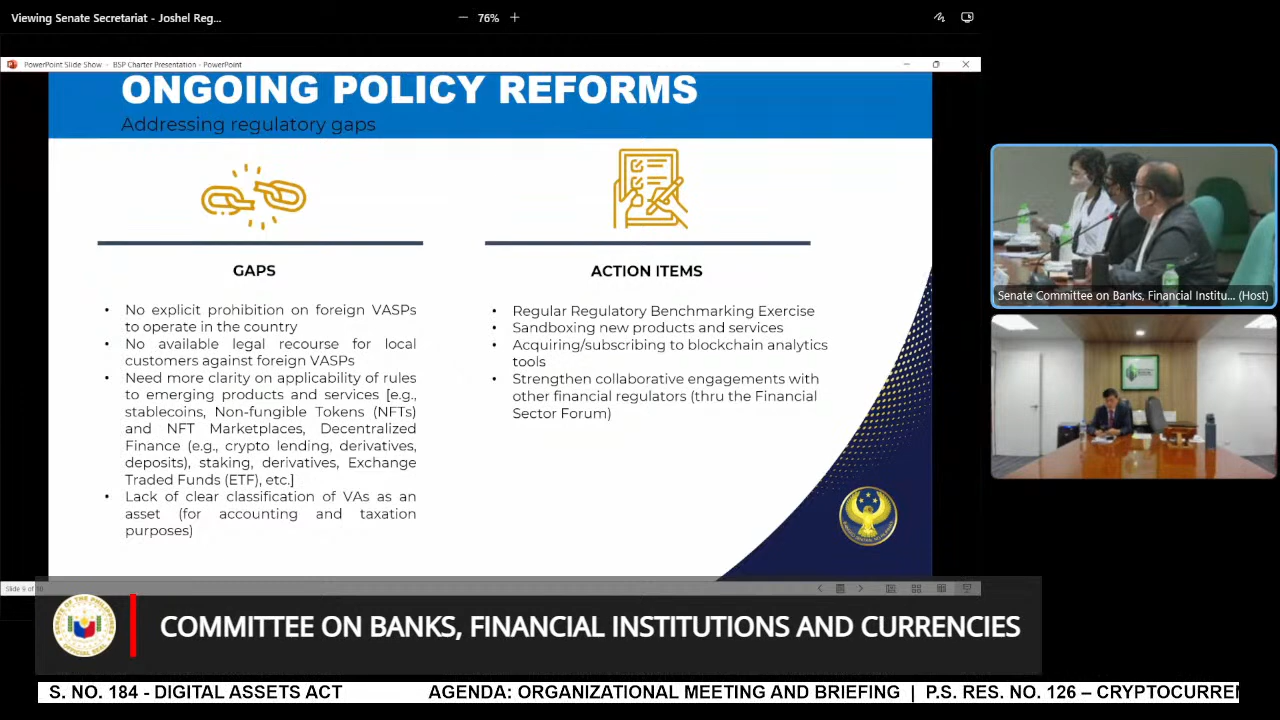 Viewing Senate Secretariat - Joshel Reg...
76%
PowerPoint Slide Show - BSP Charter Presentation - PowerPoint
ONGOING POLICY REFORMS
Addressing regulatory gaps
GAPS
• No explicit prohibition on foreign VASPs
to operate in the country
• No available legal recourse for local
customers against foreign VASPs
• Need more clarity on applicability of rules
to emerging products and services [e.g.,
stablecoins, Non-fungible Tokens (NFTs)
and NFT Marketplaces, Decentralized
Finance (e.g., crypto lending, derivatives,
deposits), staking, derivatives, Exchange
Traded Funds (ETF), etc.]
• Lack of clear classification of VAs as an
asset (for accounting and taxation
purposes)
ACTION ITEMS
• Regular Regulatory Benchmarking Exercise
• Sandboxing new products and services
• Acquiring/subscribing to blockchain analytics
tools
• Strengthen collaborative engagements with
other financial regulators (thru the Financial
Sector Forum)
Senate Committee on Banks, Financial Institu... (Host)
Slide 9 of
COMMITTEE ON BANKS, FINANCIAL INSTITUTIONS AND CURRENCIES
S. NO. 184 - DIGITAL ASSETS ACT AGENDA: ORGANIZATIONAL MEETING AND BRIEFING | P.S. RES. NO. 126 – CRYPTOCURREN